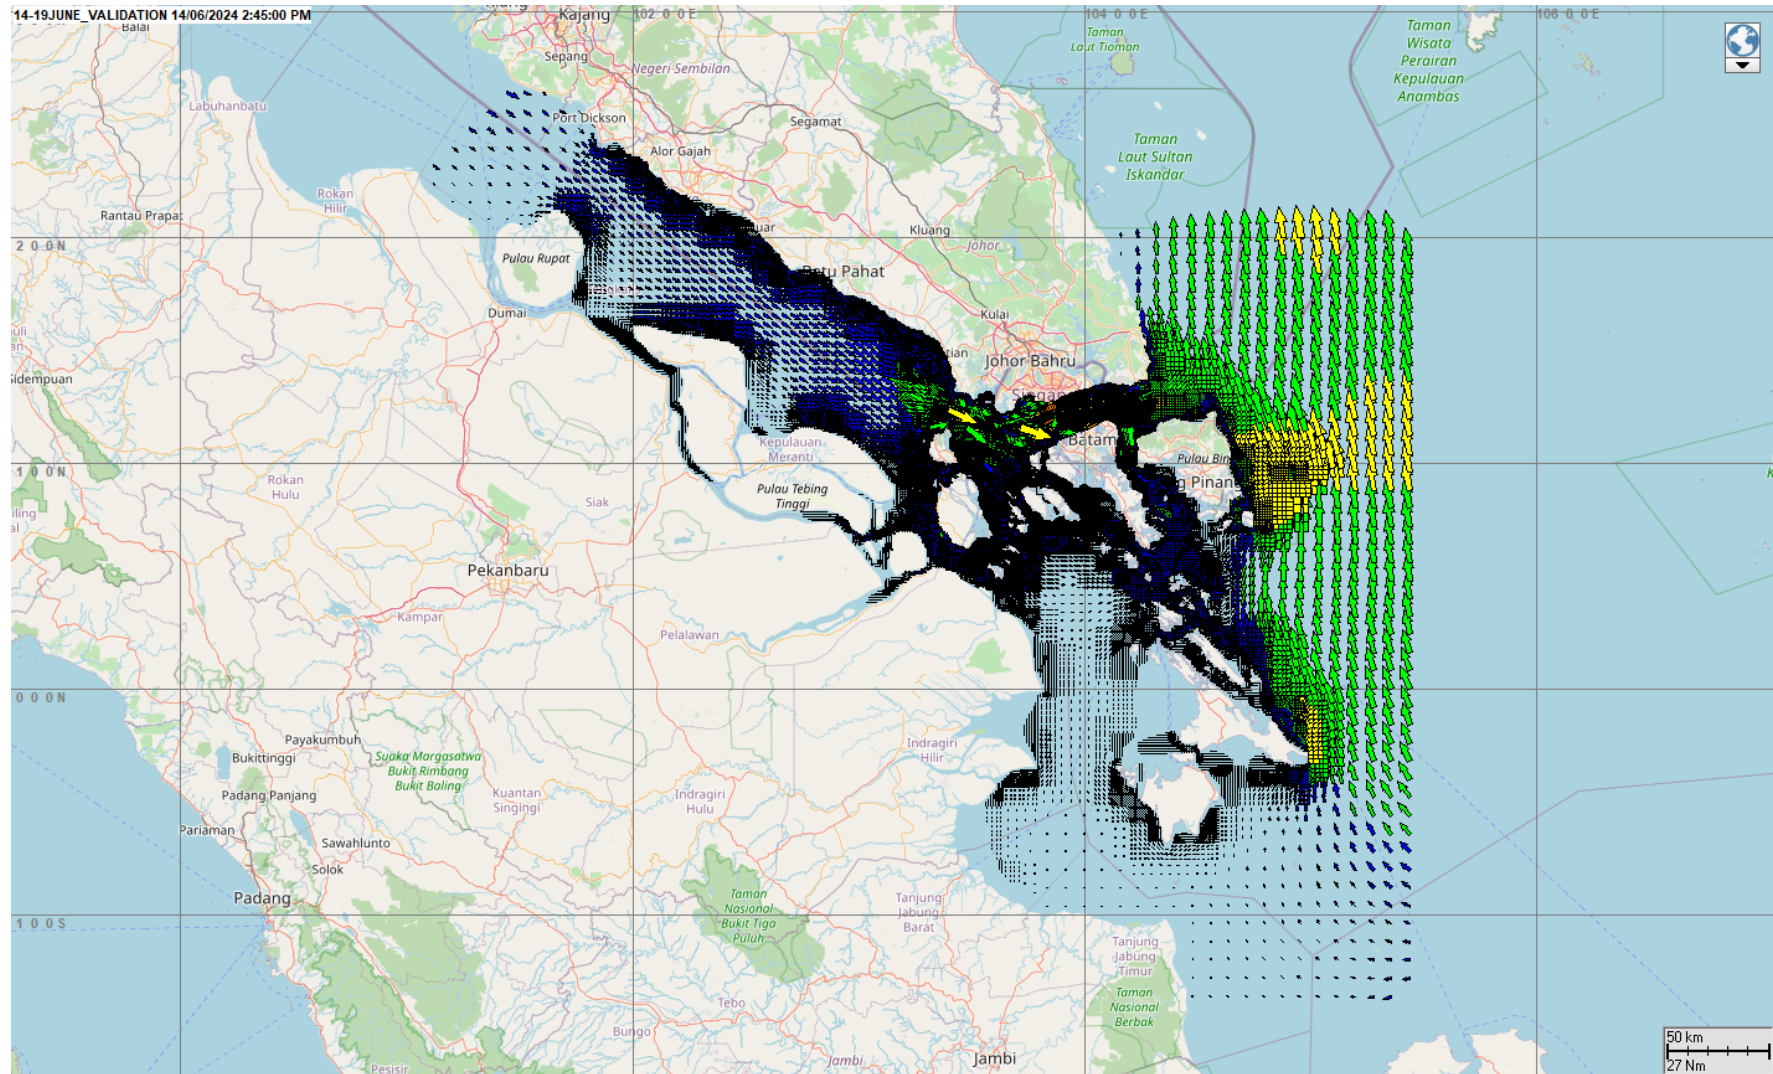 14-19JUNE_VALIDATION 14/06/2024 2:45:00 PM
102 0 0 E
104 0 0 E
106 0 0 E
Balai
Kajang
Sepang
Negeri Sembilan
Taman
Laut Tioman
Taman
Wisata
Perairan
Kepulauan
Anambas
Labuhanbatu
Port Dickson
Segamat
Alor Gajah
Taman
Laut Sultan
Iskandar
Rokan
Hilir
Rantau Prapat
Kluang
Johor
2 0 0 N
Pulau Rupat
Batu Pahat
Dumai
Kulai
Johor Bahru
Sidempuan
Batam
Kepulauan
Meranti
Pulau Bin
g Pinang
1 0 0 N
Rokan
Hulu
Siak
Pulau Tebing
Tinggi
Pekanbaru
Kampar
Pelalawan
0 0 0 N
Payakumbuh
Bukittinggi
Suaka Margasatwa
Bukit Rimbang
Bukit Baling
Indragiri
Hilir
Padang Panjang
Kuantan
Singingi
Indragiri
Hulu
Pariaman
Sawahlunto
Solok
Padang
Taman
Nasional
Bukit Tiga
Puluh
Tanjung
Jabung
Barat
1 0 0 S
Tanjung
Jabung
Timur
Taman
Nasional
Berbak
Tebo
Bungo
Jambi
Jambi
Pesisir
50 km
27 Nm